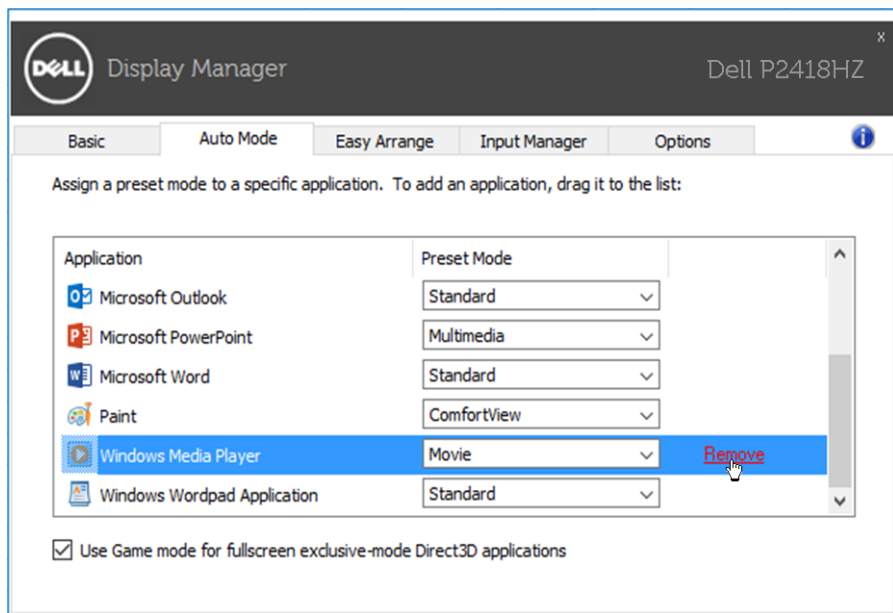 DELL Display Manager Dell P2418HZ x
Basic Auto Mode Easy Arrange Input Manager Options i
Assign a preset mode to a specific application. To add an application, drag it to the list:
Application Preset Mode
Microsoft Outlook Standard
Microsoft PowerPoint Multimedia
Microsoft Word Standard
Paint ComfortView
Windows Media Player Movie Remove
Windows Wordpad Application Standard
Use Game mode for fullscreen exclusive-mode Direct3D applications